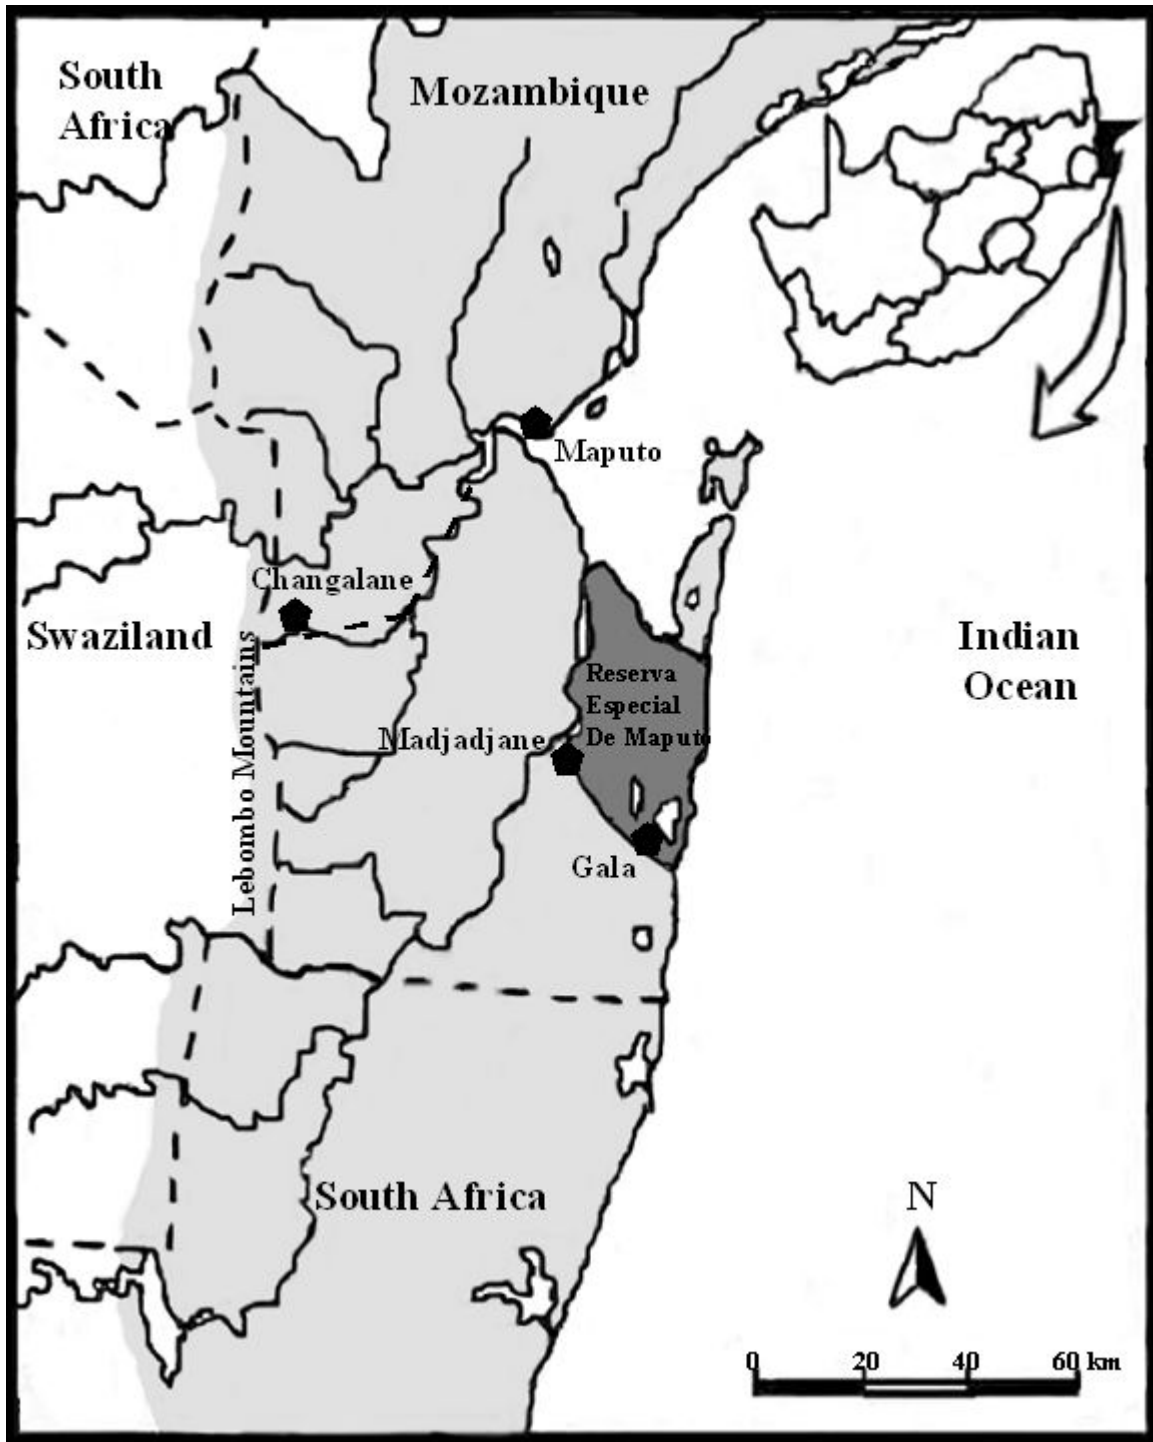 South
Africa
Mozambique
Maputo
Changalane
Swaziland
Indian
Ocean
Reserva
Especial
De Maputo
Madjadjane
Lebombo Mountains
Gala
South Africa
N
0 20 40 60 km